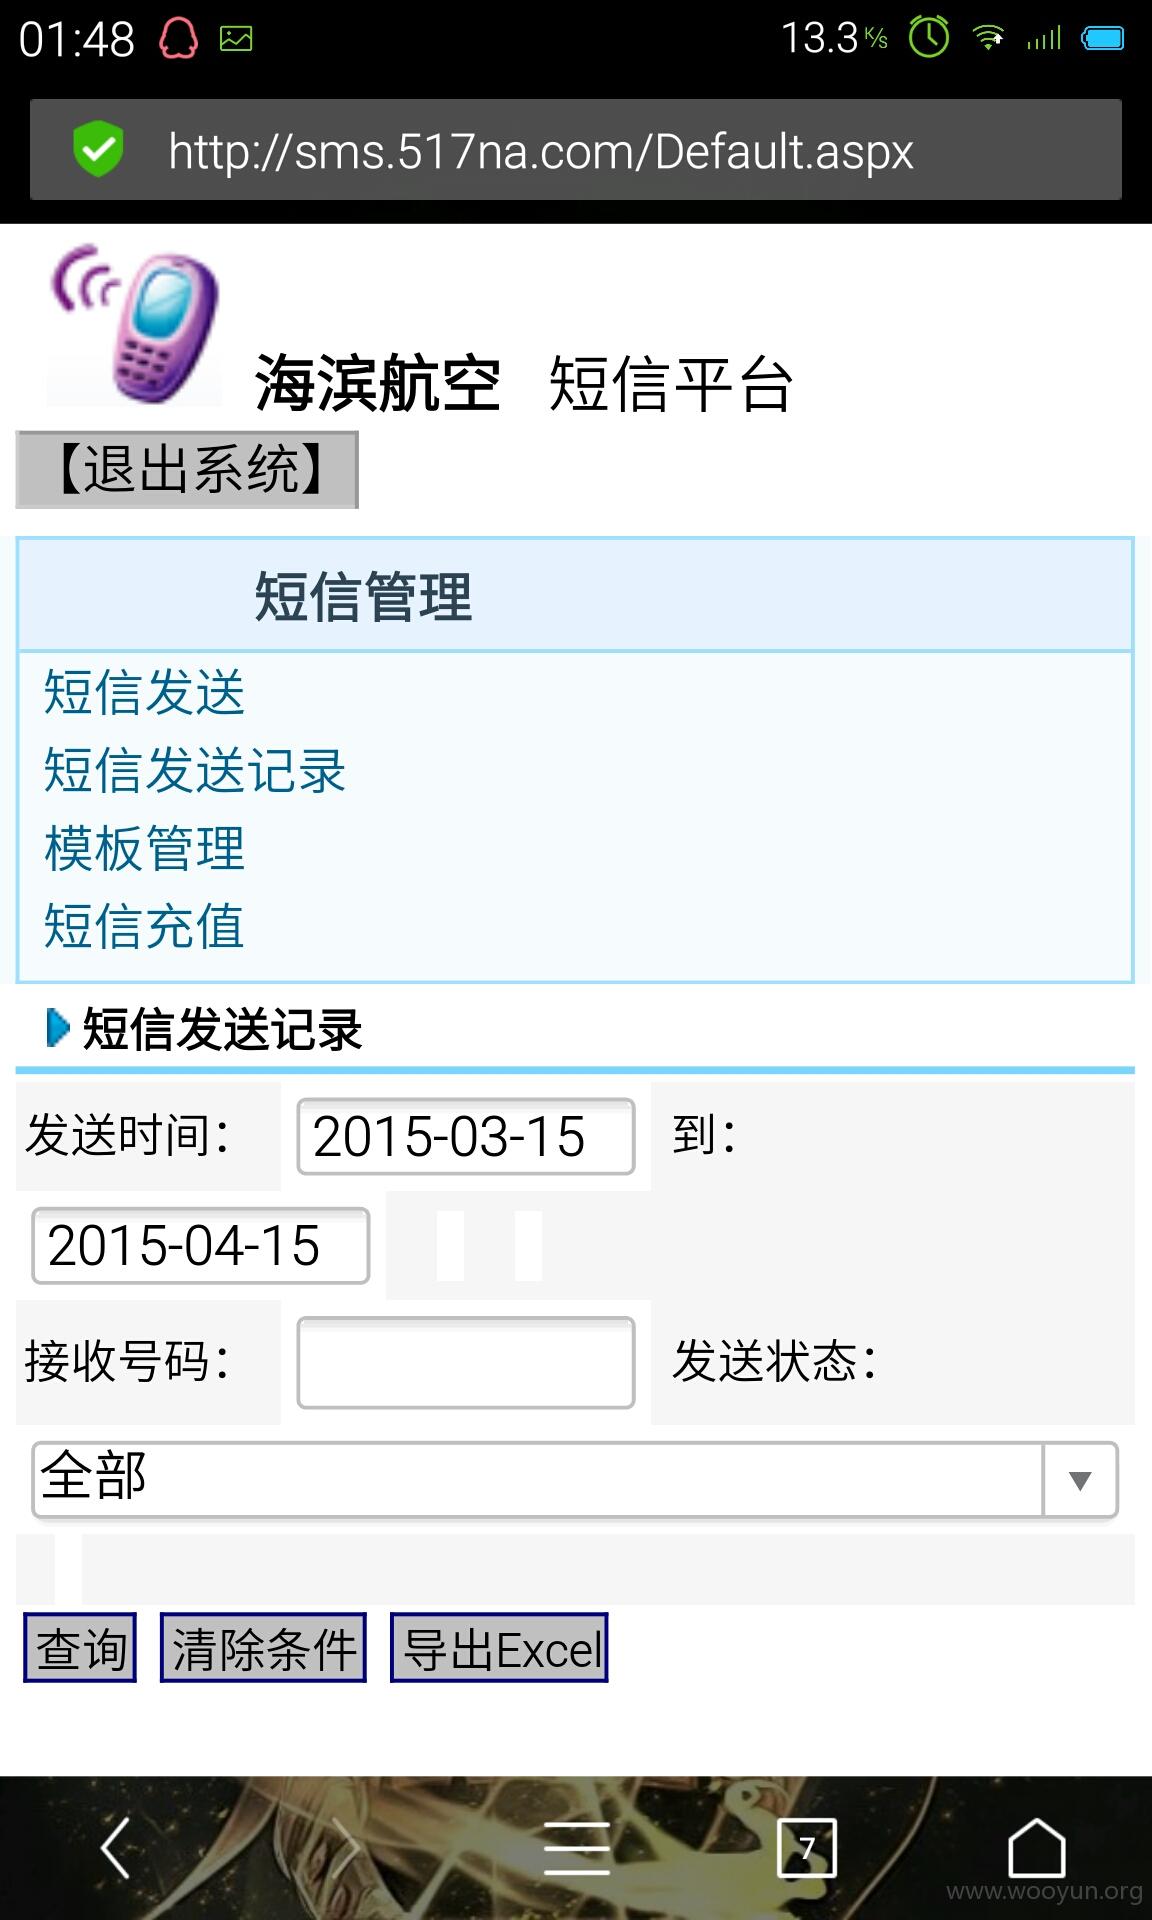 01:48
13.3 K/s
http://sms.517na.com/Default.aspx
海滨航空 短信平台
【退出系统】
短信管理
短信发送
短信发送记录
模板管理
短信充值
短信发送记录
发送时间： 2015-03-15 到：
2015-04-15
接收号码： 发送状态：
全部
查询 清除条件 导出Excel
7
www.wooyun.org